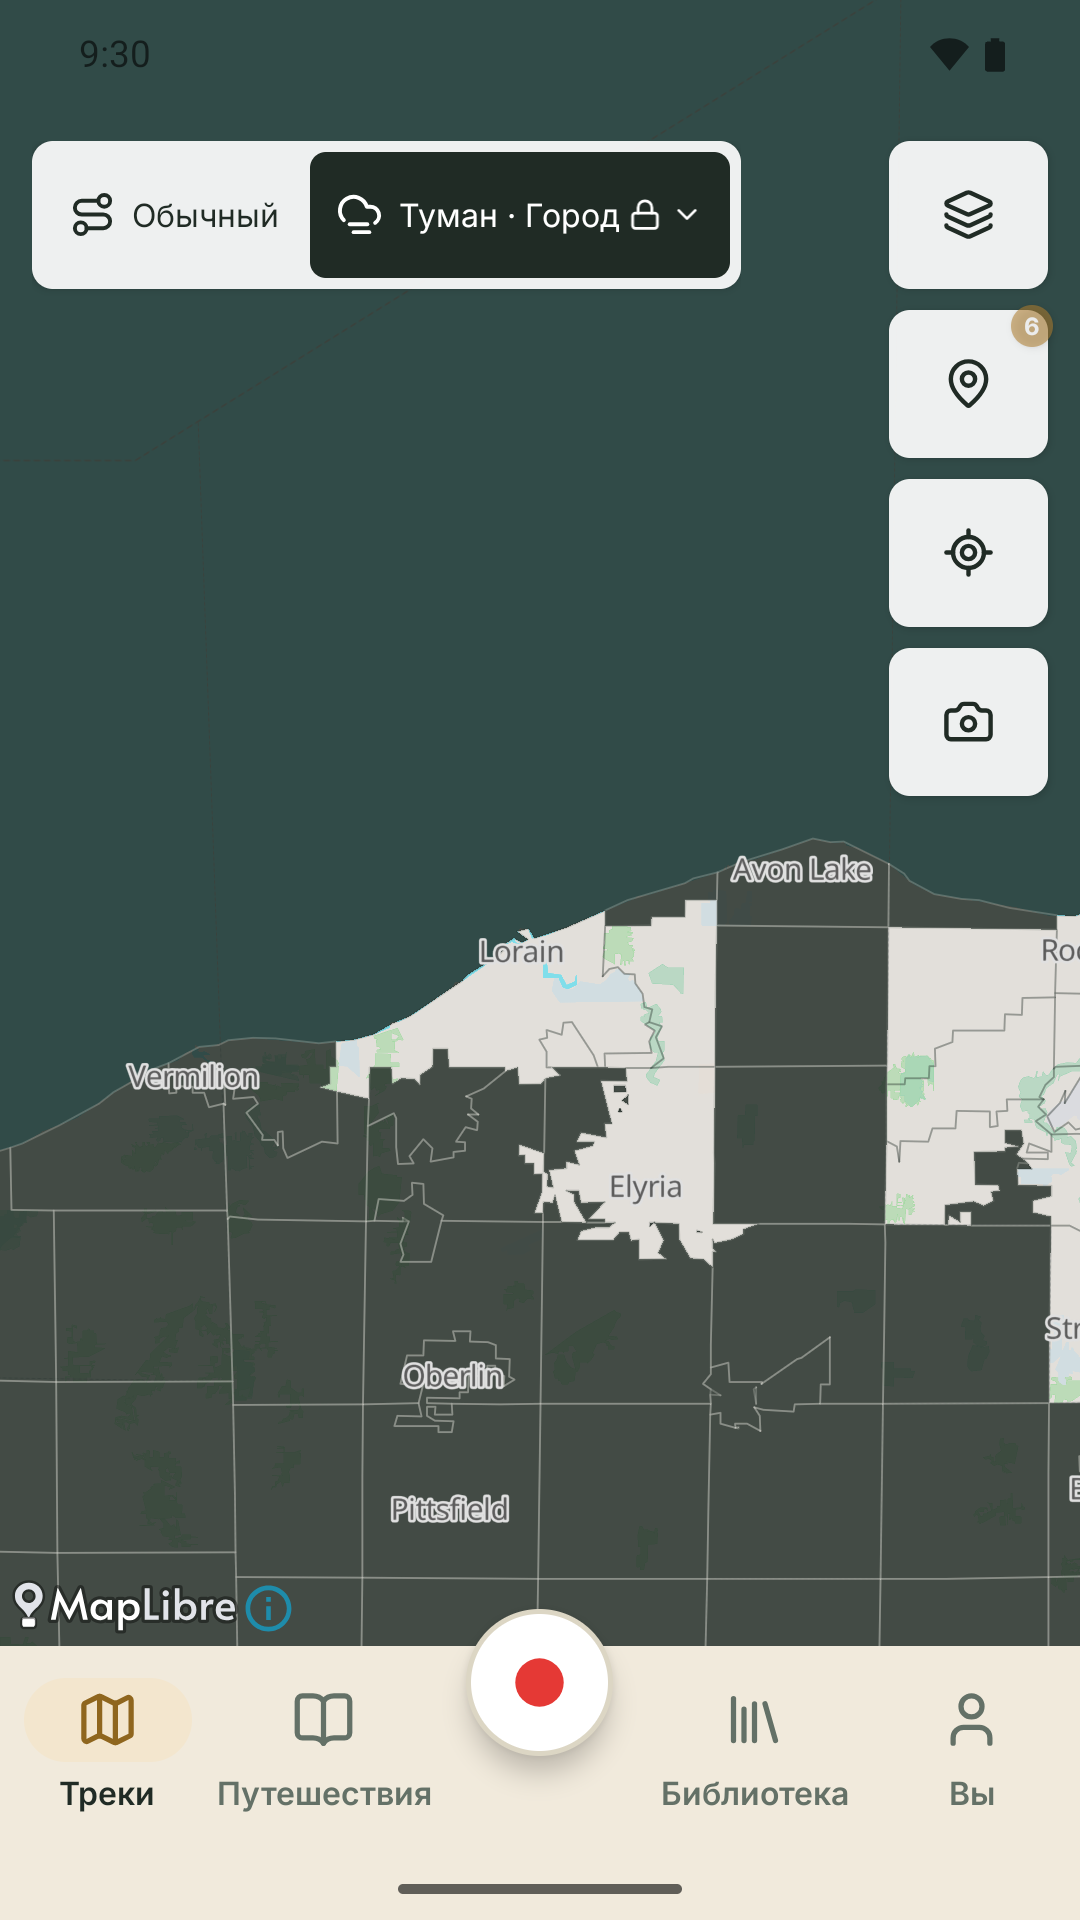 9:30
Обычный
Туман · Город
6
Avon Lake
Lorain
Vermilion
Elyria
Oberlin
Pittsfield
MapLibre
Треки
Путешествия
Библиотека
Вы